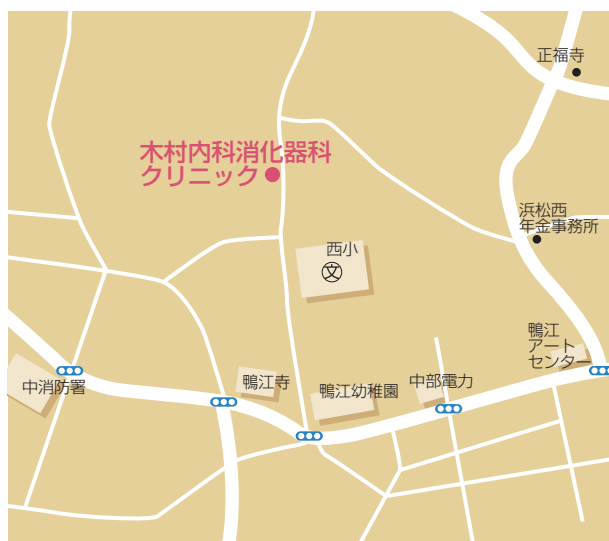 正福寺
木村内科消化器科
クリニック
浜松西
年金事務所
西小
文
鴨江
アート
センター
中消防署
鴨江寺
鴨江幼稚園
中部電力